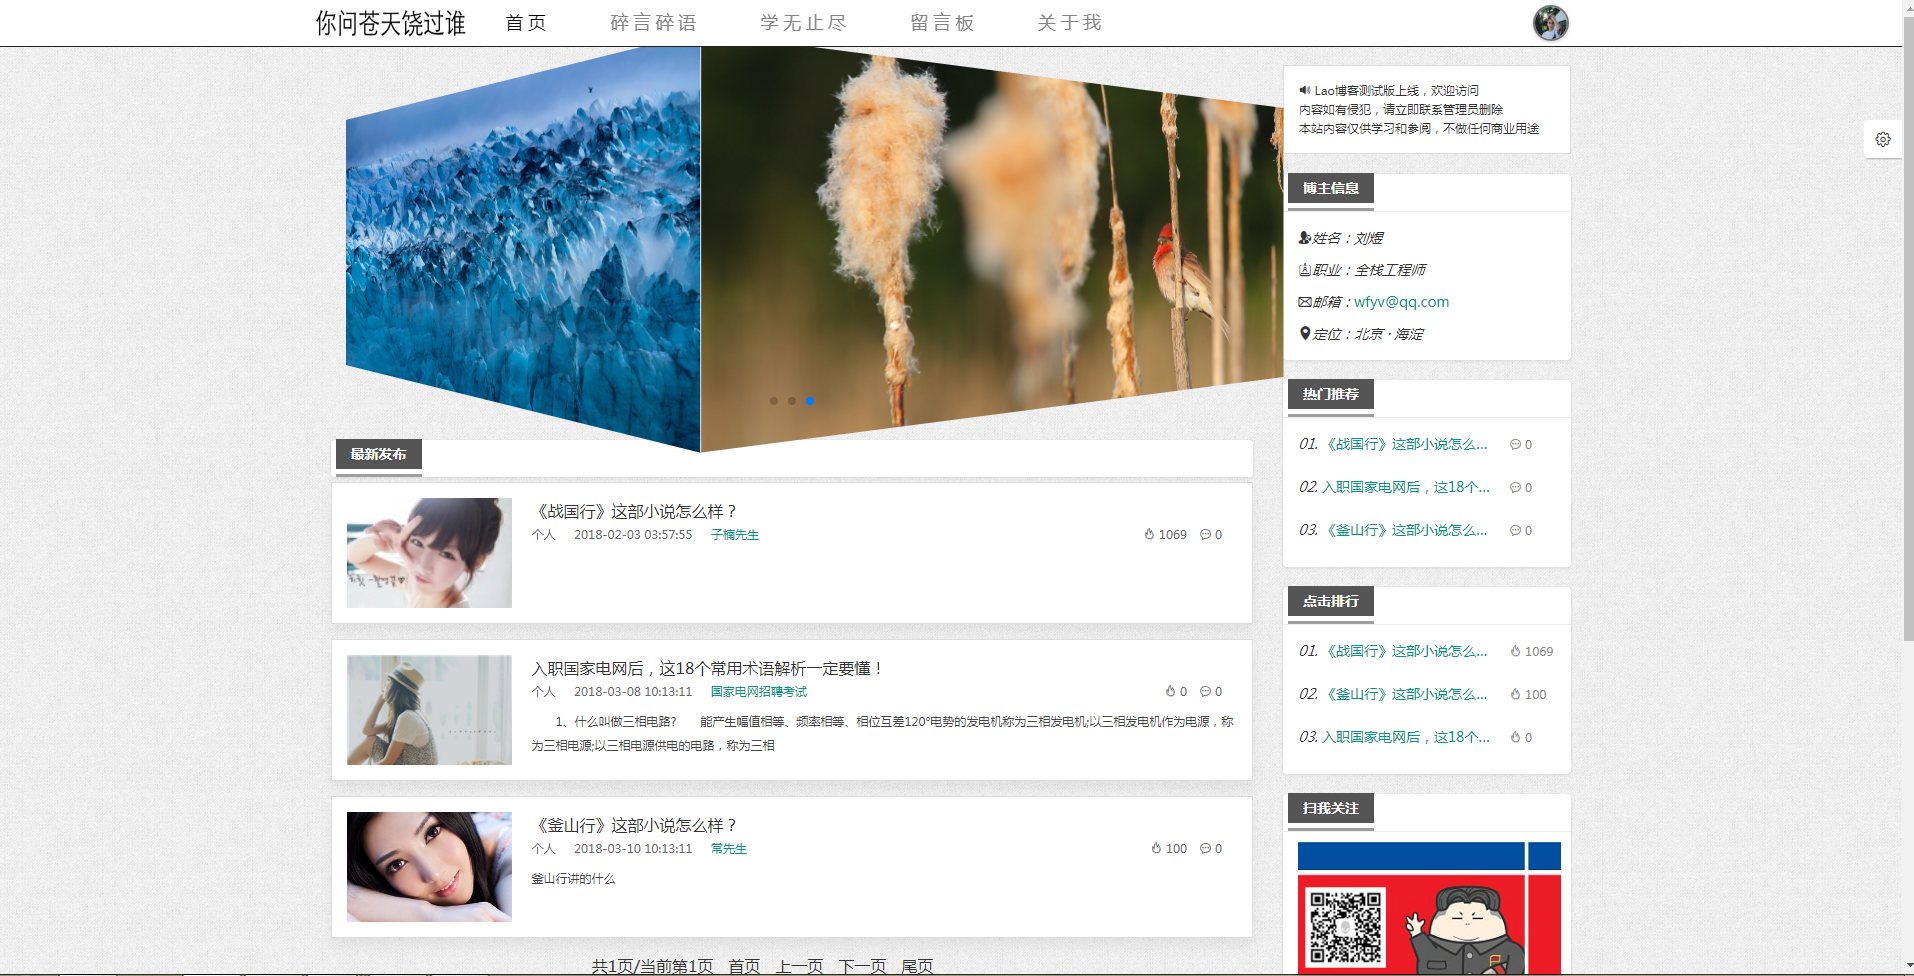 你问苍天饶过谁 首页 碎言碎语 学无止尽 留言板 关于我
Lao博客测试版上线，欢迎访问
内容如有侵犯，请立即联系管理员删除
本站内容仅供学习和参阅，不做任何商业用途
博主信息
姓名：刘煜
职业：全栈工程师
邮箱：wfyv@qq.com
定位：北京·海淀
热门推荐
01. 《战国行》这部小说怎么... 0
02. 入职国家电网后，这18个... 0
03. 《釜山行》这部小说怎么... 0
点击排行
01. 《战国行》这部小说怎么... 1069
02. 《釜山行》这部小说怎么... 100
03. 入职国家电网后，这18个... 0
扫我关注
最新发布
《战国行》这部小说怎么样？
个人 2018-02-03 03:57:55 子楠先生 1069 0
入职国家电网后，这18个常用术语解析一定要懂！
个人 2018-03-08 10:13:11 国家电网招聘考试 0 0
1、什么叫做三相电路? 能产生幅值相等、频率相等、相位互差120°电势的发电机称为三相发电机;以三相发电机作为电源，称
为三相电源;以三相电源供电的电路，称为三相
《釜山行》这部小说怎么样？
个人 2018-03-10 10:13:11 常先生 100 0
釜山行讲的什么
共1页/当前第1页 首页 上一页 下一页 尾页